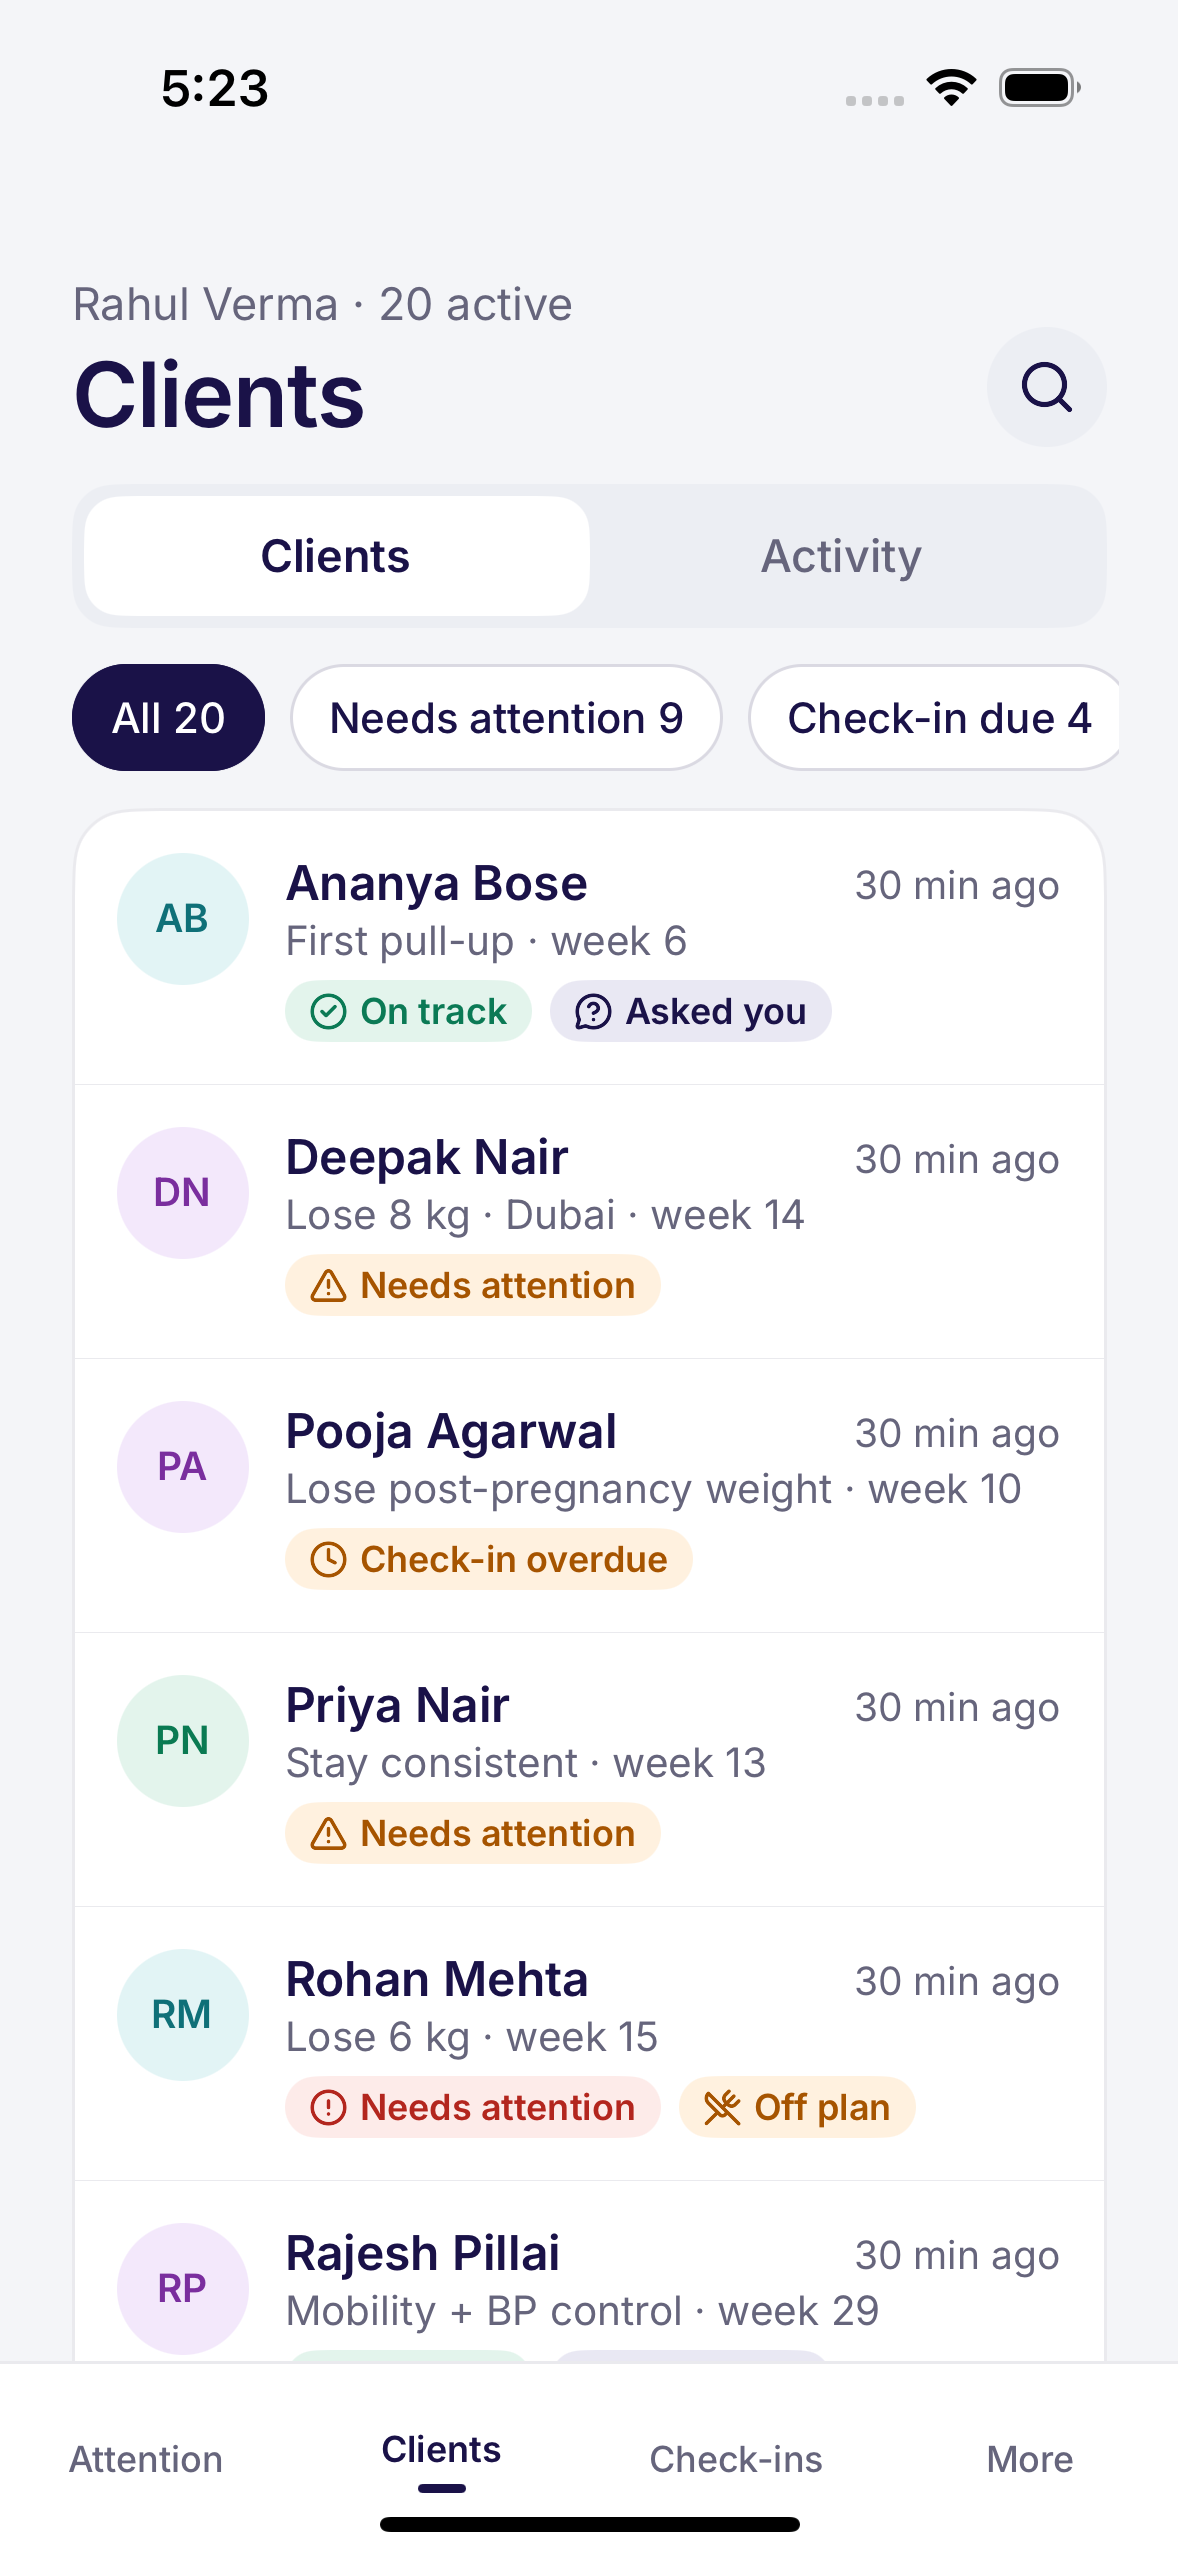 5:23
Rahul Verma · 20 active
Clients
Clients
Activity
All 20
Needs attention 9
Check-in due 4
AB
Ananya Bose
30 min ago
First pull-up · week 6
On track
Asked you
DN
Deepak Nair
30 min ago
Lose 8 kg · Dubai · week 14
Needs attention
PA
Pooja Agarwal
30 min ago
Lose post-pregnancy weight · week 10
Check-in overdue
PN
Priya Nair
30 min ago
Stay consistent · week 13
Needs attention
RM
Rohan Mehta
30 min ago
Lose 6 kg · week 15
Needs attention
Off plan
RP
Rajesh Pillai
30 min ago
Mobility + BP control · week 29
Attention
Clients
Check-ins
More